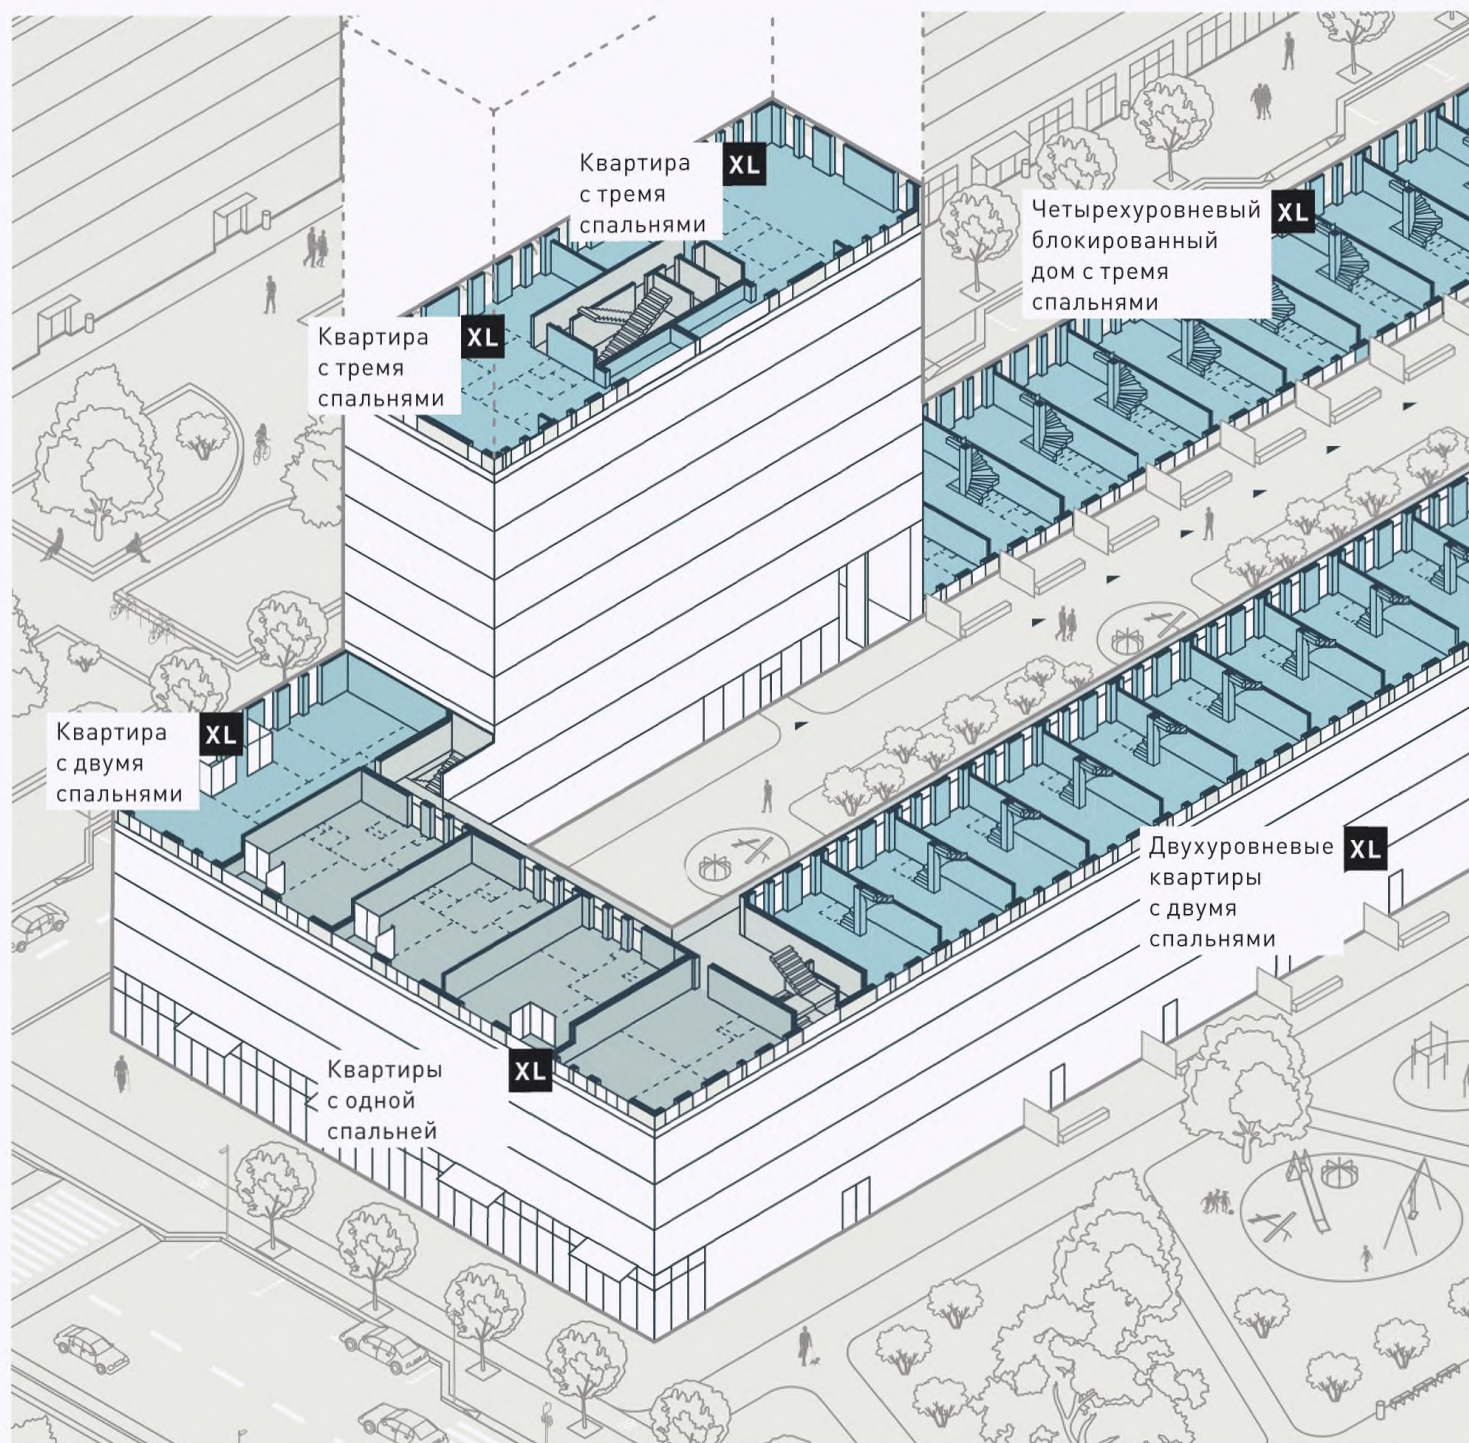 Квартира XL
с тремя
спальнями
Четырехуровневый XL
блокированный
дом с тремя
спальнями
Квартира XL
с тремя
спальнями
Квартира XL
с двумя
спальнями
Двухуровневые XL
квартиры
с двумя
спальнями
Квартиры XL
с одной
спальней